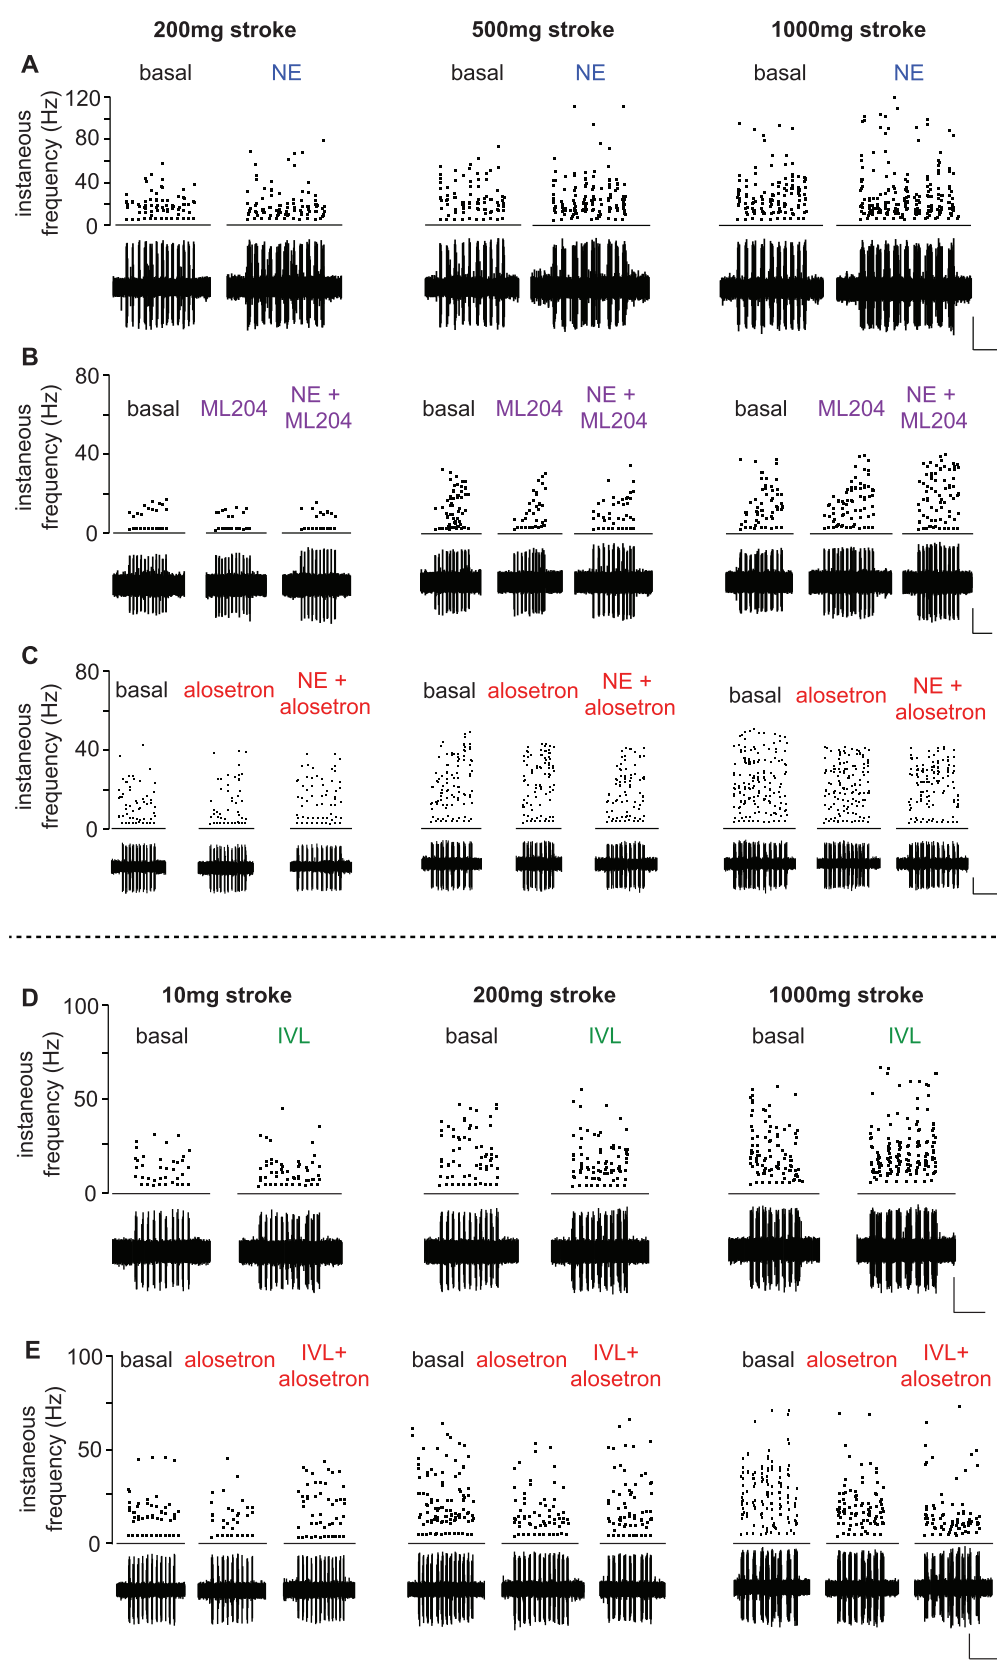 200mg stroke 500mg stroke 1000mg stroke
A
basal NE basal NE basal NE
instaneous
frequency (Hz)
120
80
40
0
B
80
40
0
instaneous
frequency (Hz)
basal ML204 NE +
ML204
basal ML204 NE +
ML204
basal ML204 NE +
ML204
C
80
40
0
instaneous
frequency (Hz)
basal alosetron NE +
alosetron
basal alosetron NE +
alosetron
basal alosetron NE +
alosetron
10mg stroke 200mg stroke 1000mg stroke
D
100
50
0
instaneous
frequency (Hz)
basal IVL basal IVL basal IVL
E
100
50
0
instaneous
frequency (Hz)
basal alosetron IVL+
alosetron
basal alosetron IVL+
alosetron
basal alosetron IVL+
alosetron